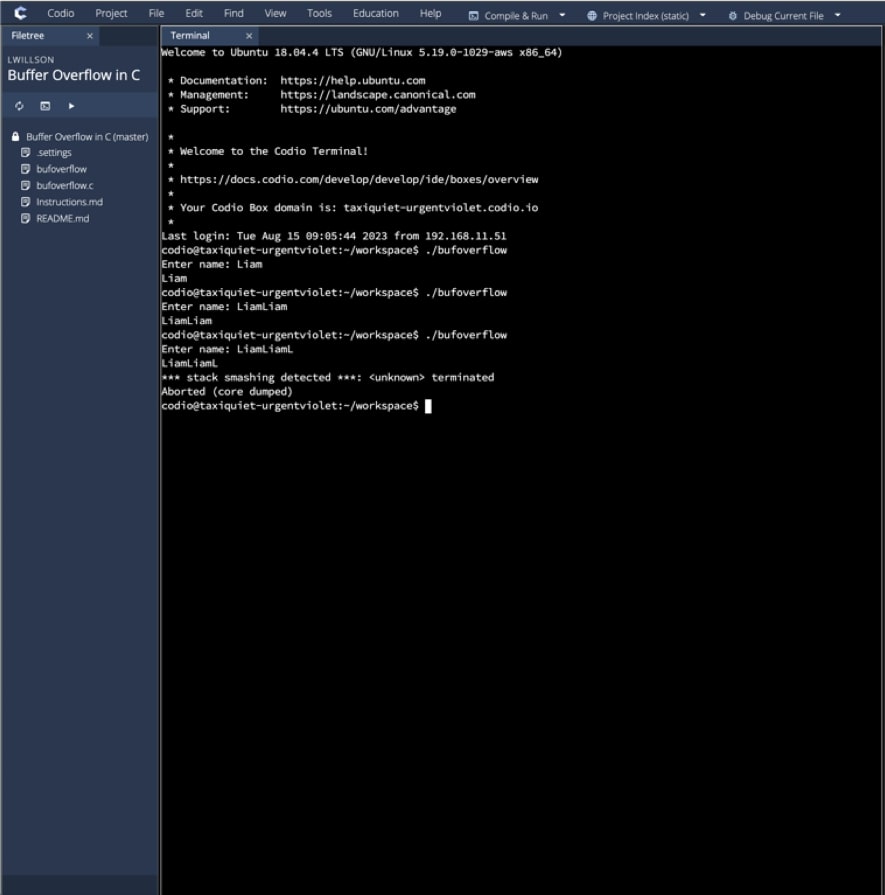 Codio Project File Edit Find View Tools Education Help Compile & Run Project Index (static) Debug Current File
Filetree ×
LWILLSON
Buffer Overflow in C
Buffer Overflow in C (master)
.settings
bufoverflow
bufoverflow.c
Instructions.md
README.md
Terminal ×
Welcome to Ubuntu 18.04.4 LTS (GNU/Linux 5.19.0-1029-aws x86_64)
* Documentation: https://help.ubuntu.com
* Management: https://landscape.canonical.com
* Support: https://ubuntu.com/advantage
*
* Welcome to the Codio Terminal!
*
* https://docs.codio.com/develop/develop/ide/boxes/overview
*
* Your Codio Box domain is: taxiquiet-urgentviolet.codio.io
*
Last login: Tue Aug 15 09:05:44 2023 from 192.168.11.51
codio@taxiquiet-urgentviolet:~/workspace$ ./bufoverflow
Enter name: Liam
Liam
codio@taxiquiet-urgentviolet:~/workspace$ ./bufoverflow
Enter name: LiamLiam
LiamLiam
codio@taxiquiet-urgentviolet:~/workspace$ ./bufoverflow
Enter name: LiamLiamL
LiamLiamL
*** stack smashing detected ***: <unknown> terminated
Aborted (core dumped)
codio@taxiquiet-urgentviolet:~/workspace$